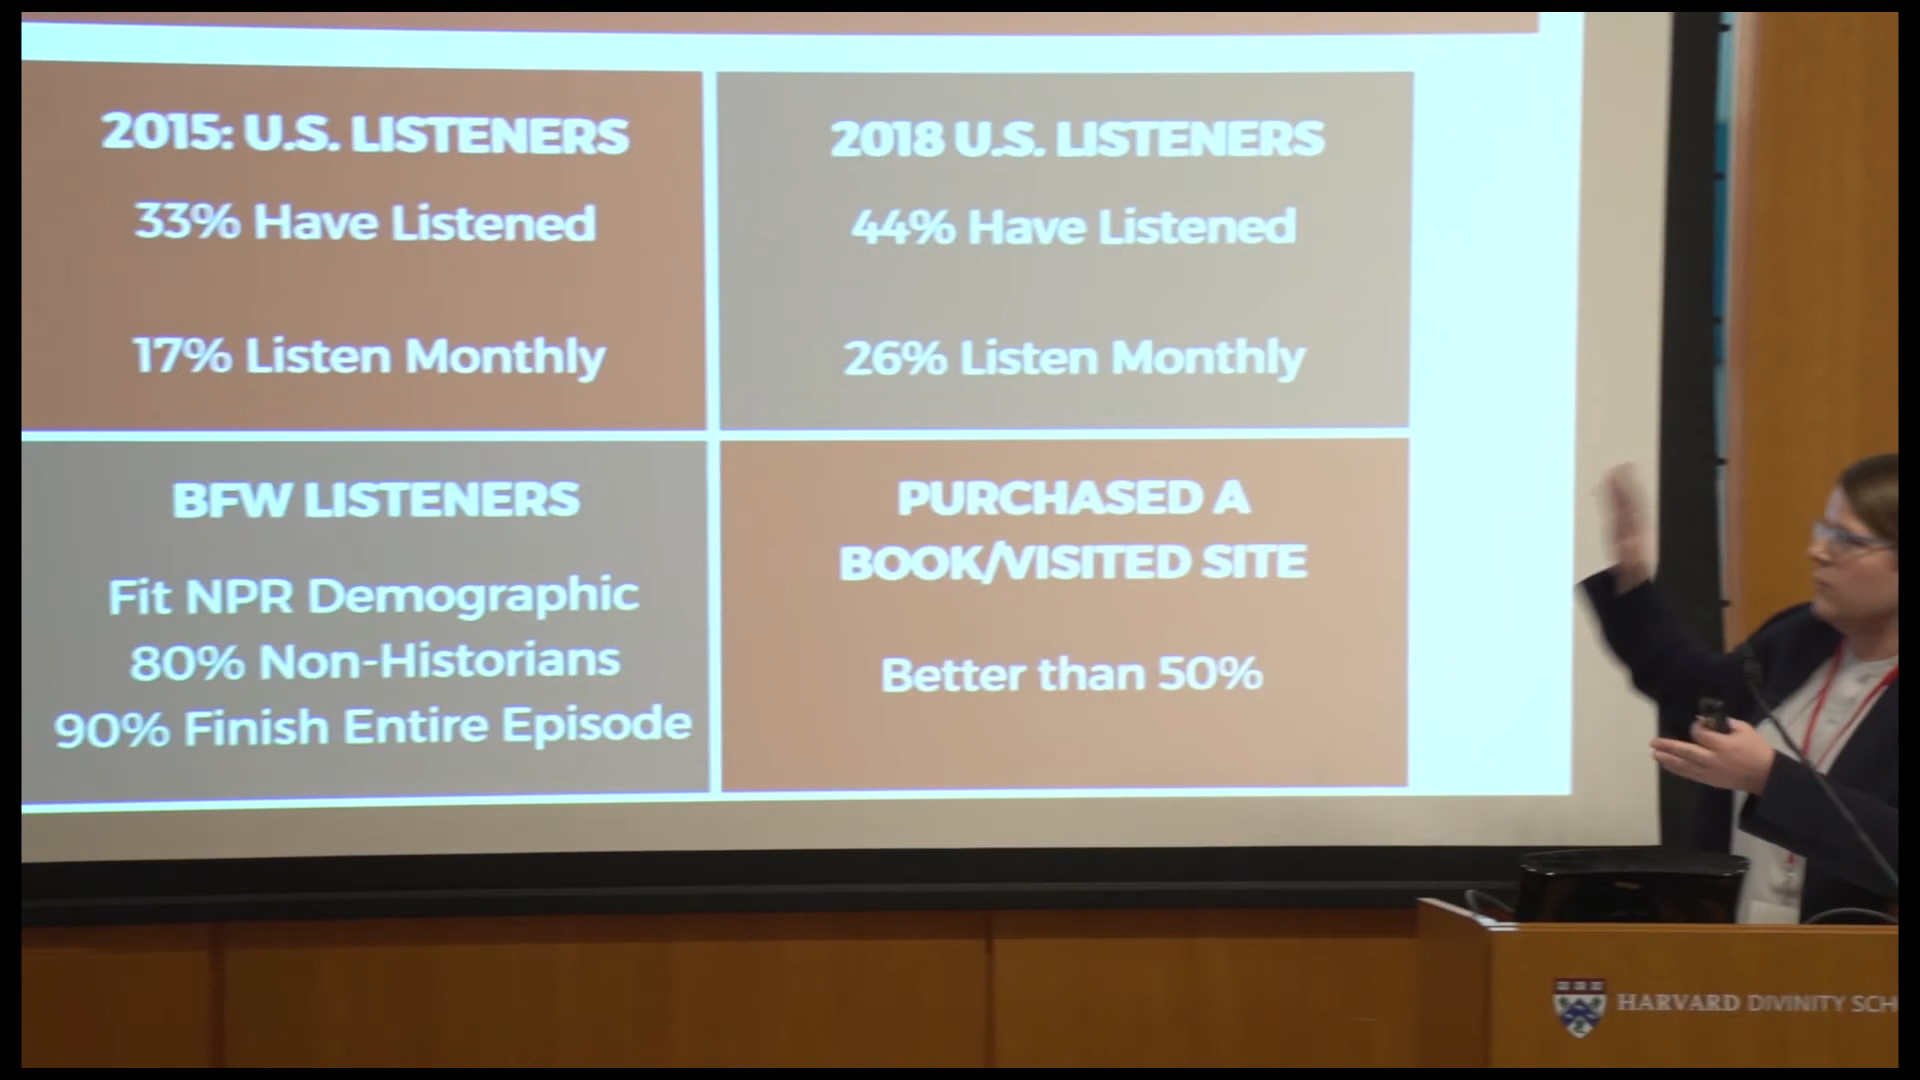 2015: U.S. LISTENERS
33% Have Listened
17% Listen Monthly
2018 U.S. LISTENERS
44% Have Listened
26% Listen Monthly
BFW LISTENERS
Fit NPR Demographic
80% Non-Historians
90% Finish Entire Episode
PURCHASED A
BOOK/VISITED SITE
Better than 50%
HARVARD DIVINITY SCH